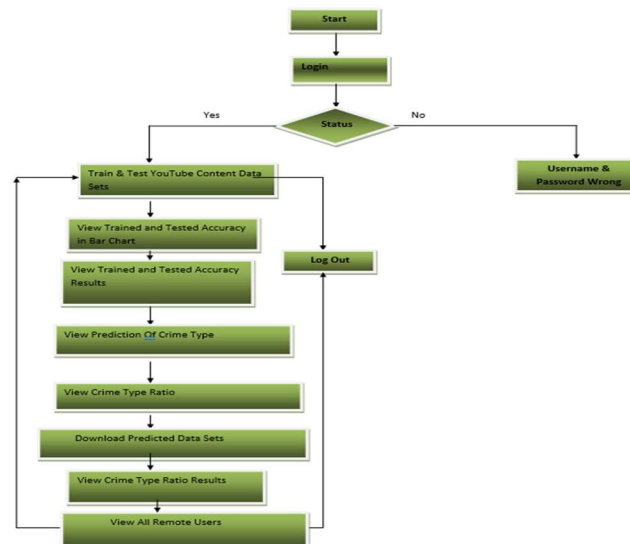 Start
Login
Status
Yes
No
Train & Test YouTube Content Data
Sets
Username &
Password Wrong
View Trained and Tested Accuracy
in Bar Chart
View Trained and Tested Accuracy
Results
Log Out
View Prediction Of Crime Type
View Crime Type Ratio
Download Predicted Data Sets
View Crime Type Ratio Results
View All Remote Users